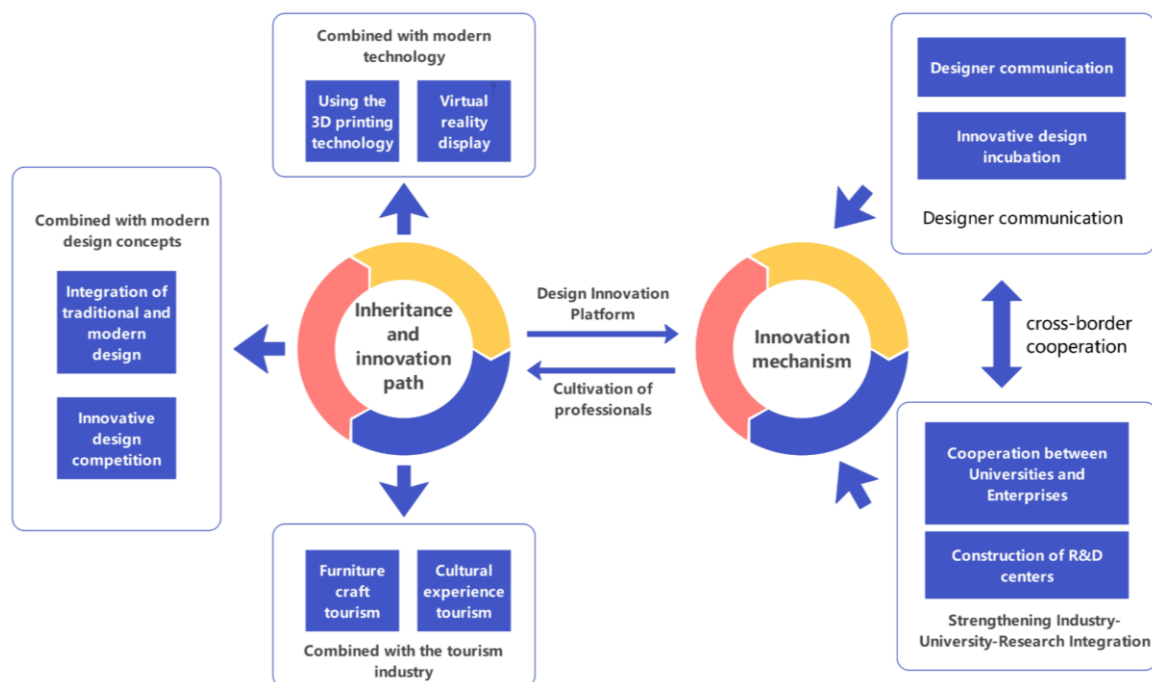 Combined with modern
technology
Using the
3D printing
technology
Virtual
reality
display
Combined with modern
design concepts
Integration of
traditional and
modern
design
Innovative
design
competition
Inheritance
and
innovation
path
Design Innovation
Platform
Cultivation of
professionals
Innovation
mechanism
Furniture
craft
tourism
Cultural
experience
tourism
Combined with the tourism
industry
Designer communication
Innovative design
incubation
Designer communication
cross-border
cooperation
Cooperation between
Universities and
Enterprises
Construction of R&D
centers
Strengthening Industry-
University-Research Integration